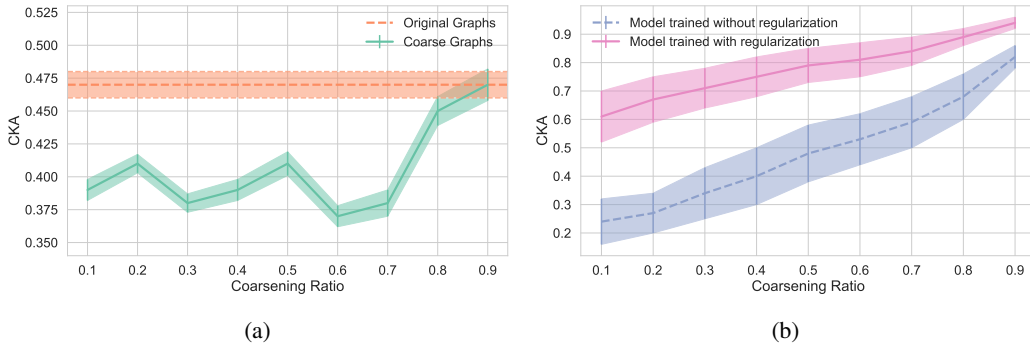 0.525
0.500
0.475
0.450
0.425
0.400
0.375
0.350
CKA
Original Graphs
Coarse Graphs
0.1 0.2 0.3 0.4 0.5 0.6 0.7 0.8 0.9
Coarsening Ratio
(a)
0.9
0.8
0.7
0.6
0.5
0.4
0.3
0.2
CKA
Model trained without regularization
Model trained with regularization
0.1 0.2 0.3 0.4 0.5 0.6 0.7 0.8 0.9
Coarsening Ratio
(b)